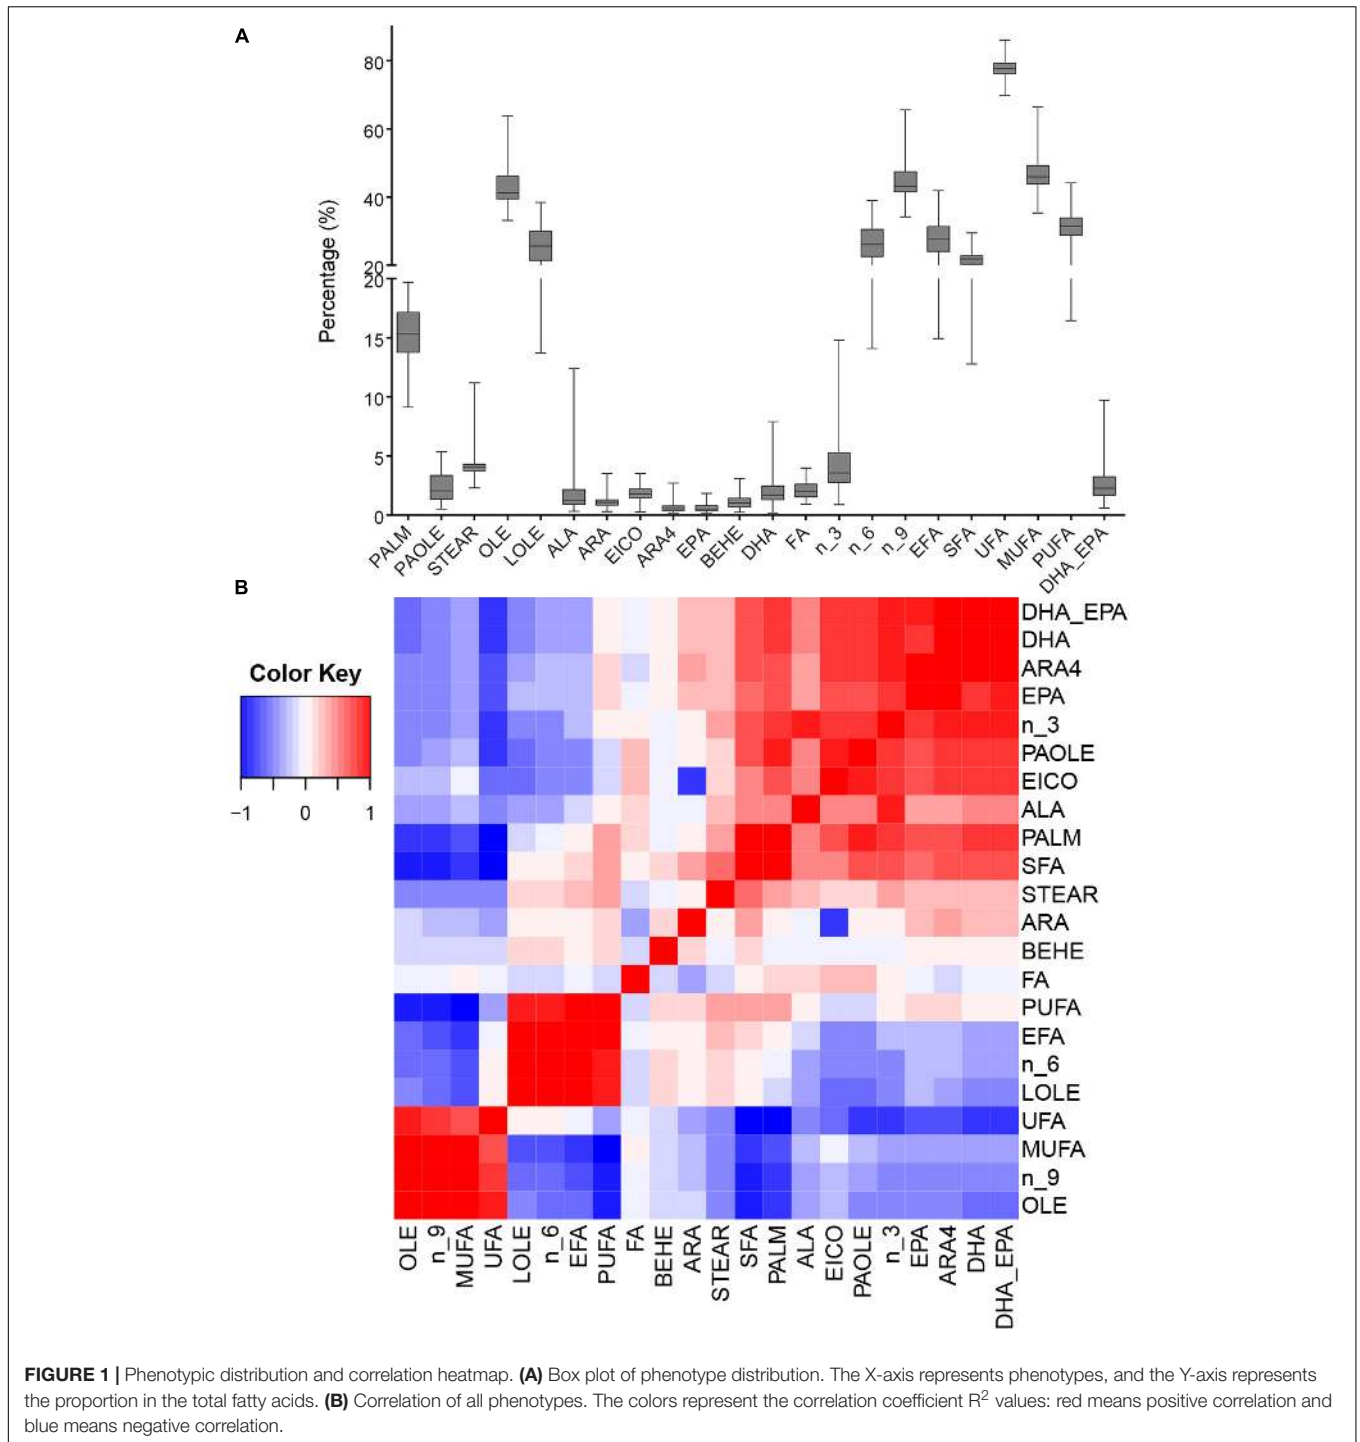 A
Percentage (%)
80
60
40
20
20
15
10
5
0
PALM
PAOLE
STEAR
OLE
LOLE
ALA
ARA
EICO
ARA4
EPA
BEHE
DHA
FA
n_3
n_6
n_9
EFA
SFA
UFA
MUFA
PUFA
DHA_EPA
B
Color Key
−1 0 1
DHA_EPA
DHA
ARA4
EPA
n_3
PAOLE
EICO
ALA
PALM
SFA
STEAR
ARA
BEHE
FA
PUFA
EFA
n_6
LOLE
UFA
MUFA
n_9
OLE
OLE
n_9
MUFA
UFA
LOLE
n_6
EFA
PUFA
FA
BEHE
ARA
STEAR
SFA
PALM
ALA
EICO
PAOLE
n_3
EPA
ARA4
DHA
DHA_EPA
FIGURE 1 | Phenotypic distribution and correlation heatmap. (A) Box plot of phenotype distribution. The X-axis represents phenotypes, and the Y-axis represents
the proportion in the total fatty acids. (B) Correlation of all phenotypes. The colors represent the correlation coefficient R² values: red means positive correlation and
blue means negative correlation.